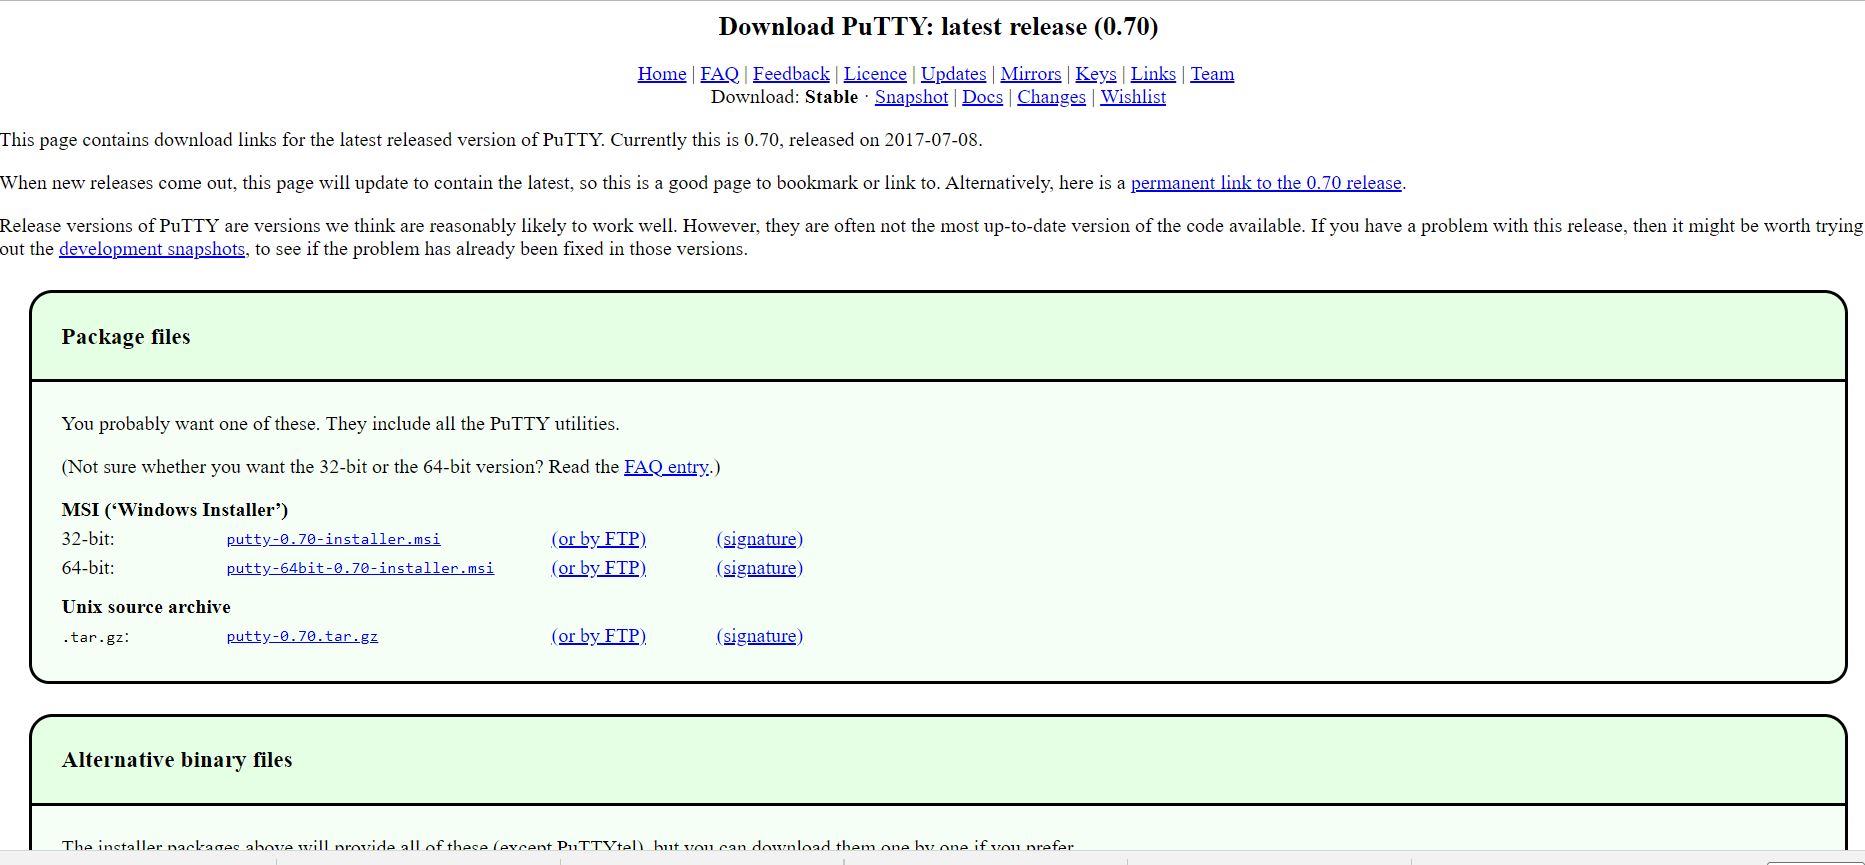 Download PuTTY: latest release (0.70)
Home | FAQ | Feedback | Licence | Updates | Mirrors | Keys | Links | Team
Download: Stable · Snapshot | Docs | Changes | Wishlist
This page contains download links for the latest released version of PuTTY. Currently this is 0.70, released on 2017-07-08.
When new releases come out, this page will update to contain the latest, so this is a good page to bookmark or link to. Alternatively, here is a permanent link to the 0.70 release.
Release versions of PuTTY are versions we think are reasonably likely to work well. However, they are often not the most up-to-date version of the code available. If you have a problem with this release, then it might be worth trying
out the development snapshots, to see if the problem has already been fixed in those versions.
Package files
You probably want one of these. They include all the PuTTY utilities.
(Not sure whether you want the 32-bit or the 64-bit version? Read the FAQ entry.)
MSI (‘Windows Installer’)
32-bit: putty-0.70-installer.msi (or by FTP) (signature)
64-bit: putty-64bit-0.70-installer.msi (or by FTP) (signature)
Unix source archive
.tar.gz: putty-0.70.tar.gz (or by FTP) (signature)
Alternative binary files
The installer packages above will provide all of these (except PuTTYtel), but you can download them one by one if you prefer.